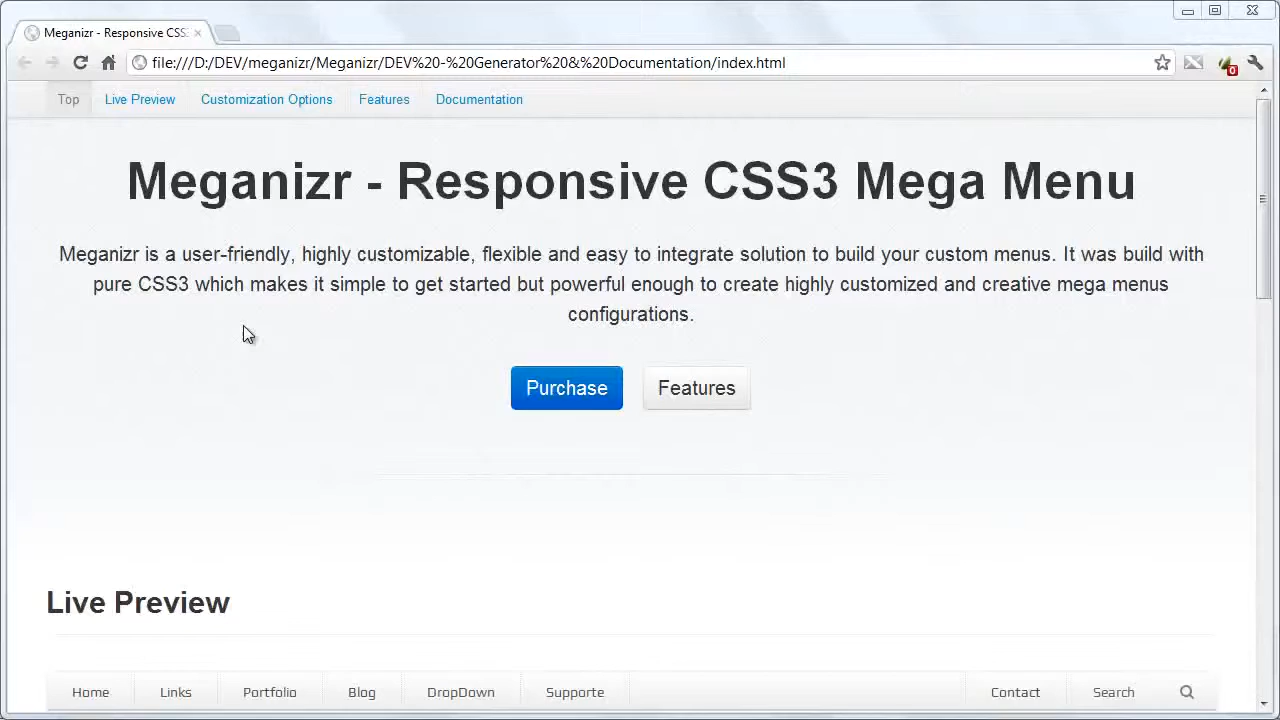 Meganizr - Responsive CSS
file:///D:/DEV/meganizr/Meganizr/DEV%20-%20Generator%20&%20Documentation/index.html
0
Top Live Preview Customization Options Features Documentation
Meganizr - Responsive CSS3 Mega Menu
Meganizr is a user-friendly, highly customizable, flexible and easy to integrate solution to build your custom menus. It was build with
pure CSS3 which makes it simple to get started but powerful enough to create highly customized and creative mega menus
configurations.
Purchase Features
Live Preview
Home Links Portfolio Blog DropDown Supporte Contact Search